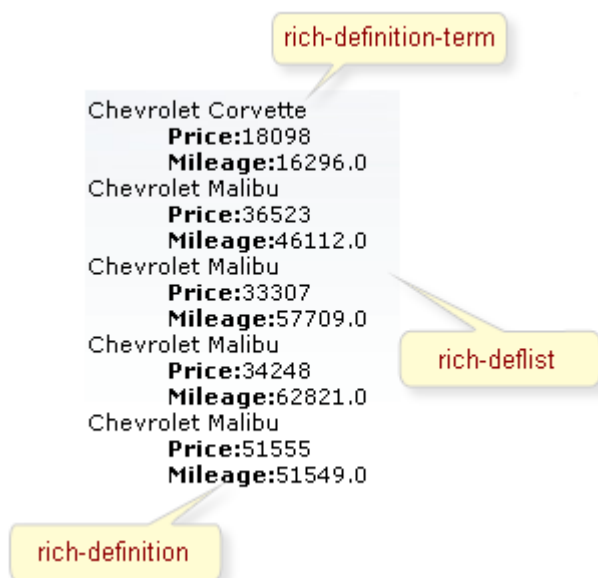 rich-definition-term
Chevrolet Corvette
Price:18098
Mileage:16296.0
Chevrolet Malibu
Price:36523
Mileage:46112.0
Chevrolet Malibu
Price:33307
Mileage:57709.0
Chevrolet Malibu
Price:34248
Mileage:62821.0
Chevrolet Malibu
Price:51555
Mileage:51549.0
rich-deflist
rich-definition